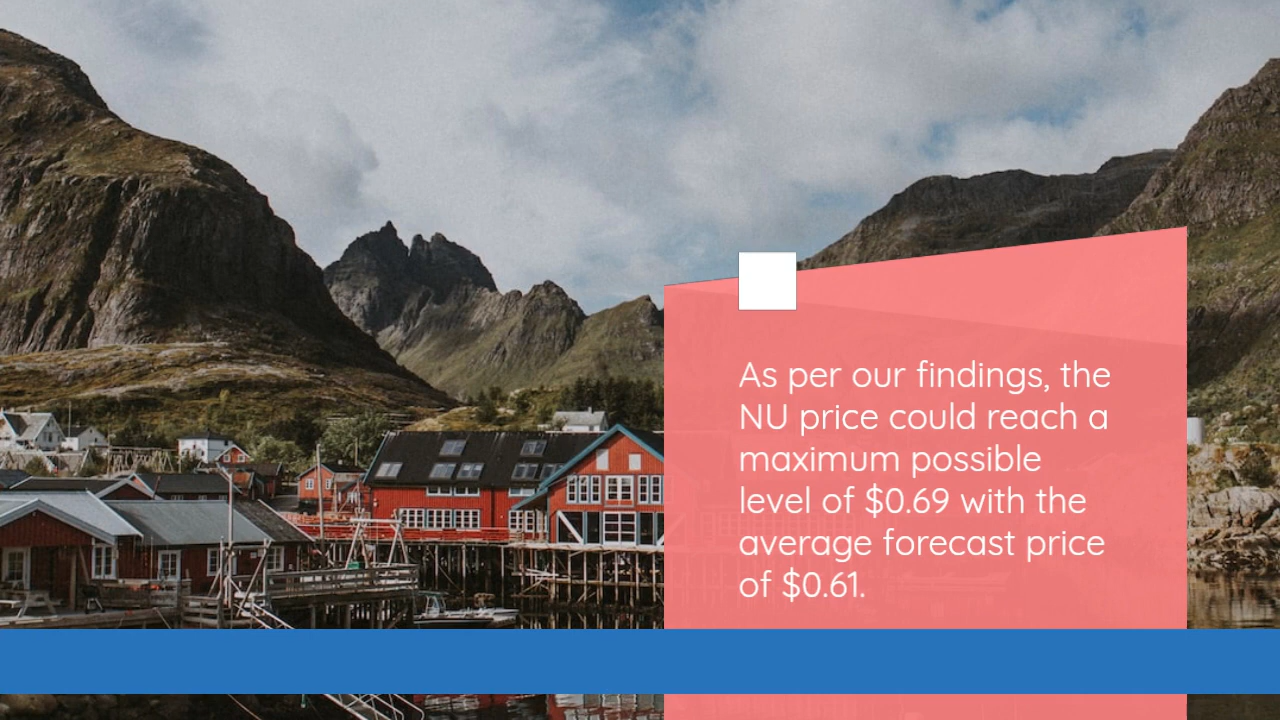 As per our findings, the
NU price could reach a
maximum possible
level of $0.69 with the
average forecast price
of $0.61.